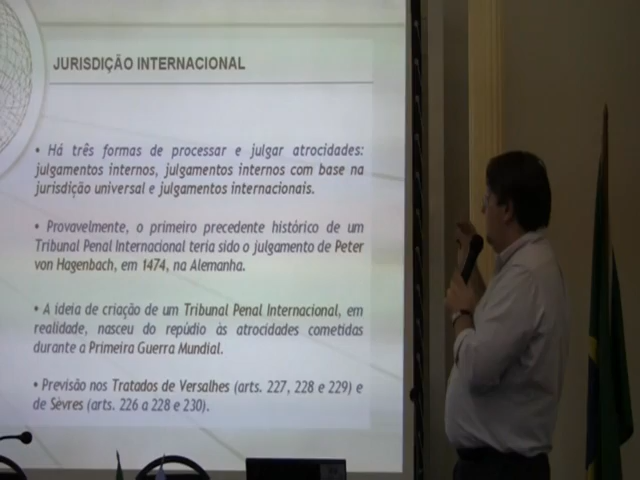 JURISDIÇÃO INTERNACIONAL
• Há três formas de processar e julgar atrocidades:
julgamentos internos, julgamentos internos com base na
jurisdição universal e julgamentos internacionais.
• Provavelmente, o primeiro precedente histórico de um
Tribunal Penal Internacional teria sido o julgamento de Peter
von Hagenbach, em 1474, na Alemanha.
• A ideia de criação de um Tribunal Penal Internacional, em
realidade, nasceu do repúdio às atrocidades cometidas
durante a Primeira Guerra Mundial.
• Previsão nos Tratados de Versalhes (arts. 227, 228 e 229) e
de Sèvres (arts. 226 a 228 e 230).